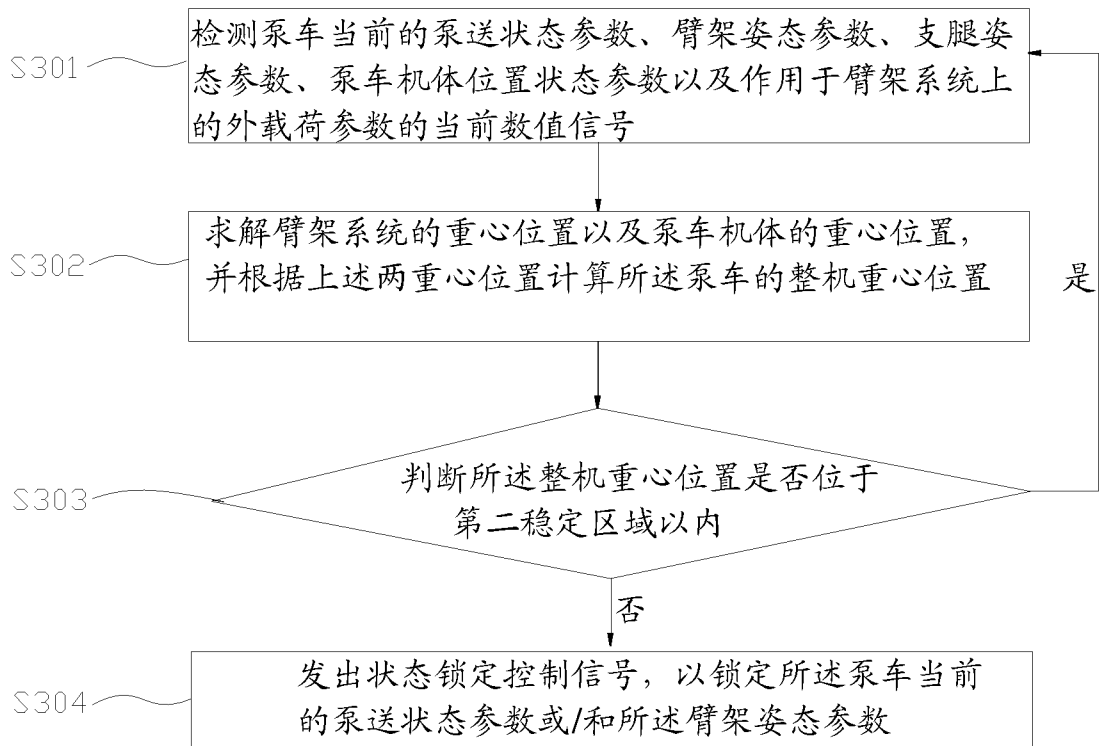 S301
检测泵车当前的泵送状态参数、臂架姿态参数、支腿姿
态参数、泵车机体位置状态参数以及作用于臂架系统上
的外载荷参数的当前数值信号
S302
求解臂架系统的重心位置以及泵车机体的重心位置，
并根据上述两重心位置计算所述泵车的整机重心位置
是
S303
判断所述整机重心位置是否位于
第二稳定区域以内
否
S304
发出状态锁定控制信号，以锁定所述泵车当前
的泵送状态参数或/和所述臂架姿态参数